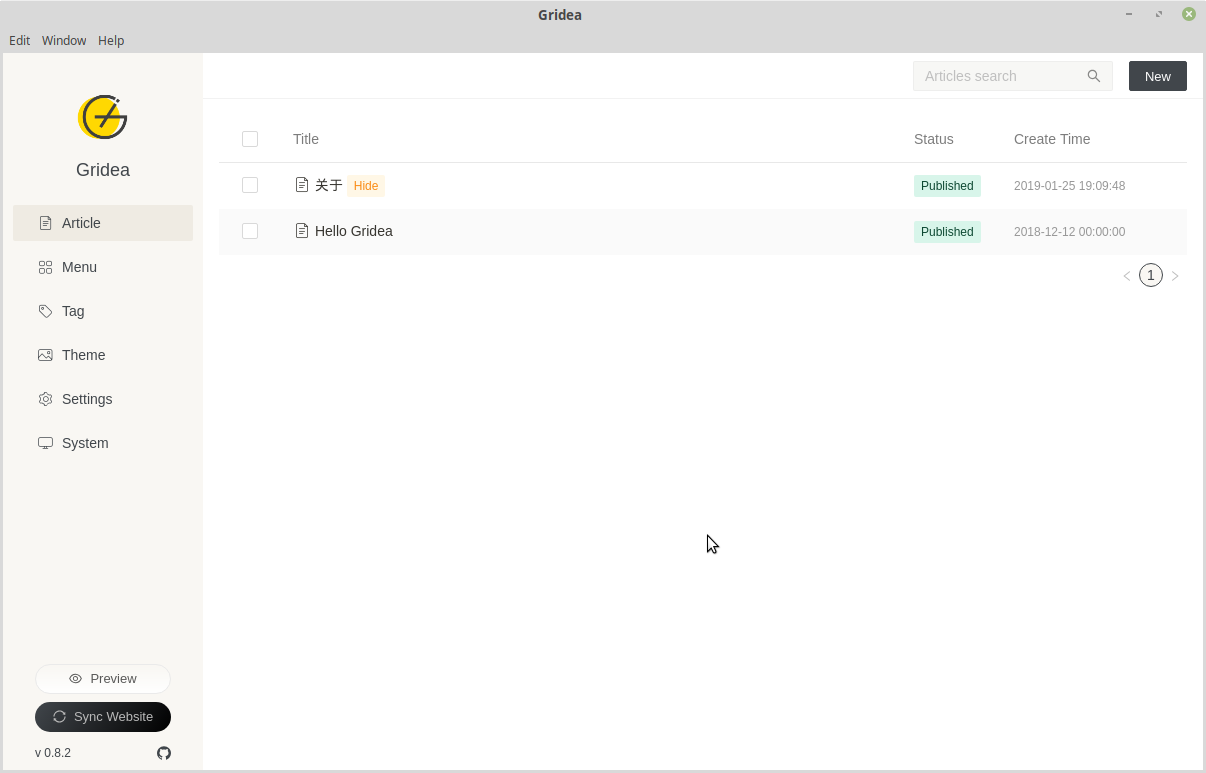 Gridea
Edit Window Help
Articles search
New
Gridea
Title Status Create Time
关于 Hide Published 2019-01-25 19:09:48
Hello Gridea Published 2018-12-12 00:00:00
1
Article
Menu
Tag
Theme
Settings
System
Preview
Sync Website
v 0.8.2